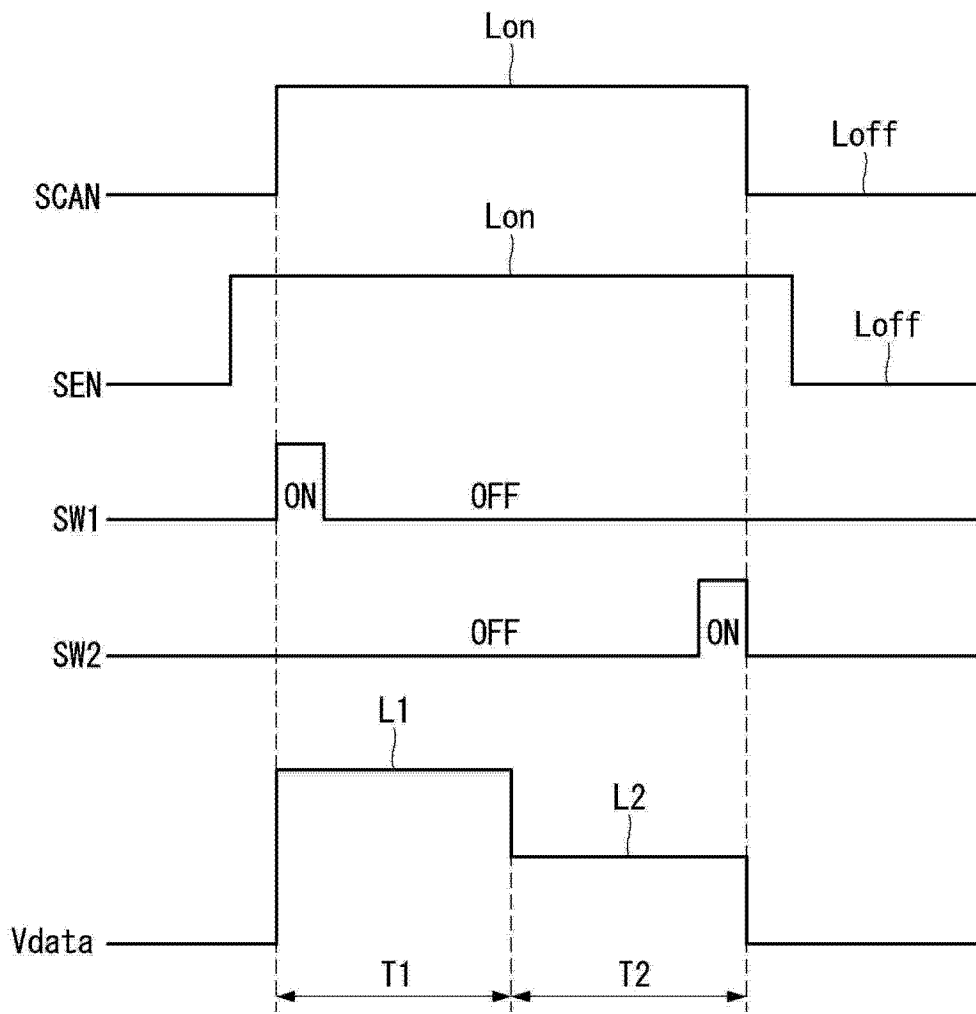 Lon
Loff
SCAN
Lon
Loff
SEN
ON OFF
SW1
OFF ON
SW2
L1
L2
Vdata
T1 T2